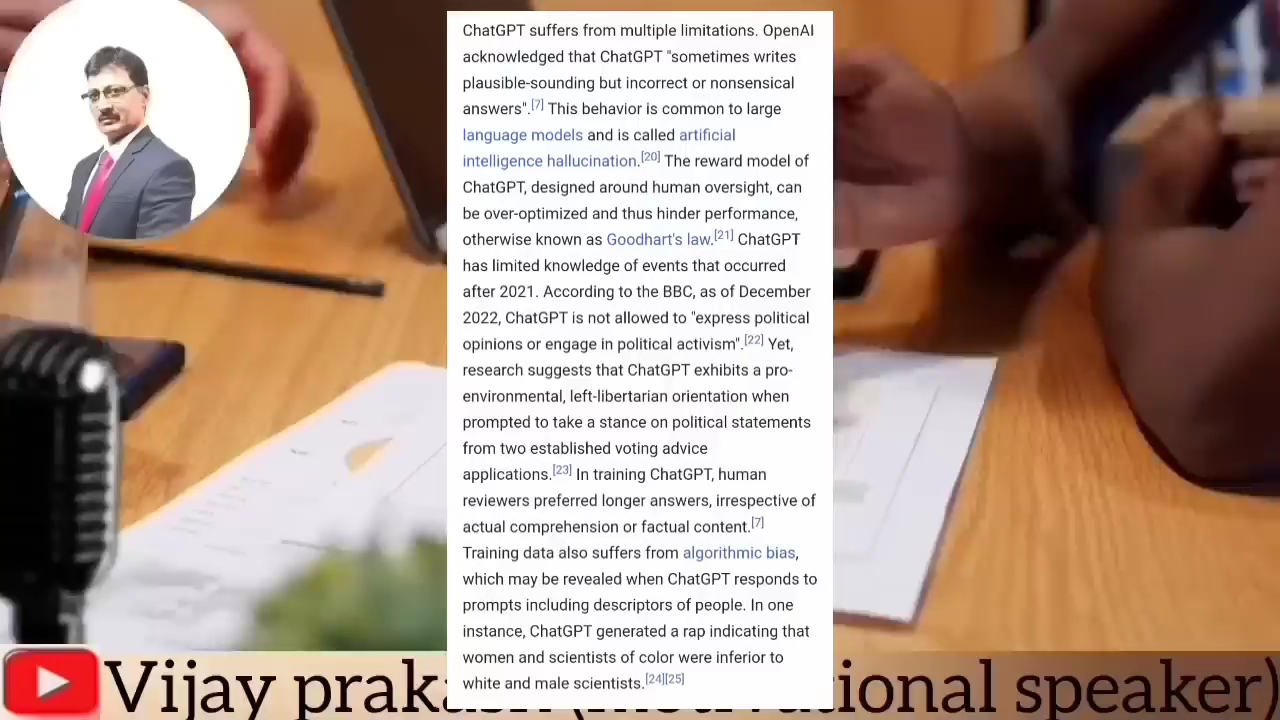 ChatGPT suffers from multiple limitations. OpenAI
acknowledged that ChatGPT "sometimes writes
plausible-sounding but incorrect or nonsensical
answers".[7] This behavior is common to large
language models and is called artificial
intelligence hallucination.[20] The reward model of
ChatGPT, designed around human oversight, can
be over-optimized and thus hinder performance,
otherwise known as Goodhart's law.[21] ChatGPT
has limited knowledge of events that occurred
after 2021. According to the BBC, as of December
2022, ChatGPT is not allowed to "express political
opinions or engage in political activism".[22] Yet,
research suggests that ChatGPT exhibits a pro-
environmental, left-libertarian orientation when
prompted to take a stance on political statements
from two established voting advice
applications.[23] In training ChatGPT, human
reviewers preferred longer answers, irrespective of
actual comprehension or factual content.[7]
Training data also suffers from algorithmic bias,
which may be revealed when ChatGPT responds to
prompts including descriptors of people. In one
instance, ChatGPT generated a rap indicating that
women and scientists of color were inferior to
white and male scientists.[24][25]
Vijay speaker)